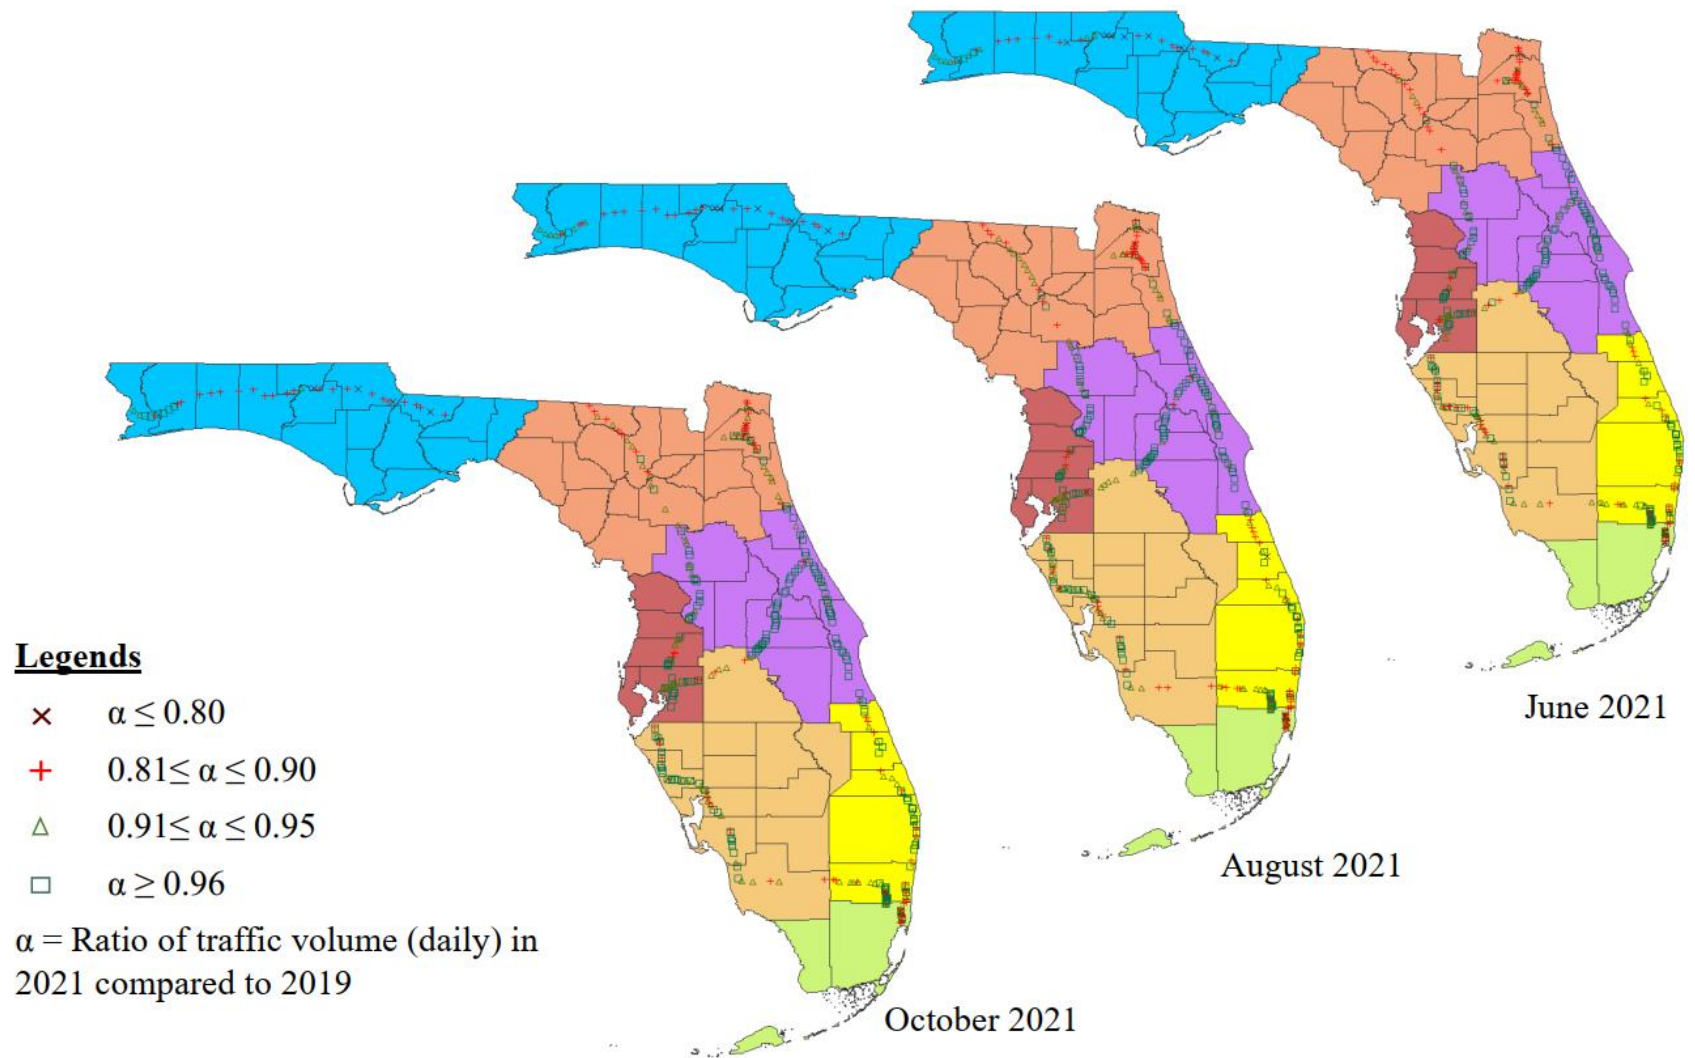 June 2021
August 2021
October 2021
Legends
α ≤ 0.80
0.81≤ α ≤ 0.90
0.91≤ α ≤ 0.95
α ≥ 0.96
α = Ratio of traffic volume (daily) in
2021 compared to 2019